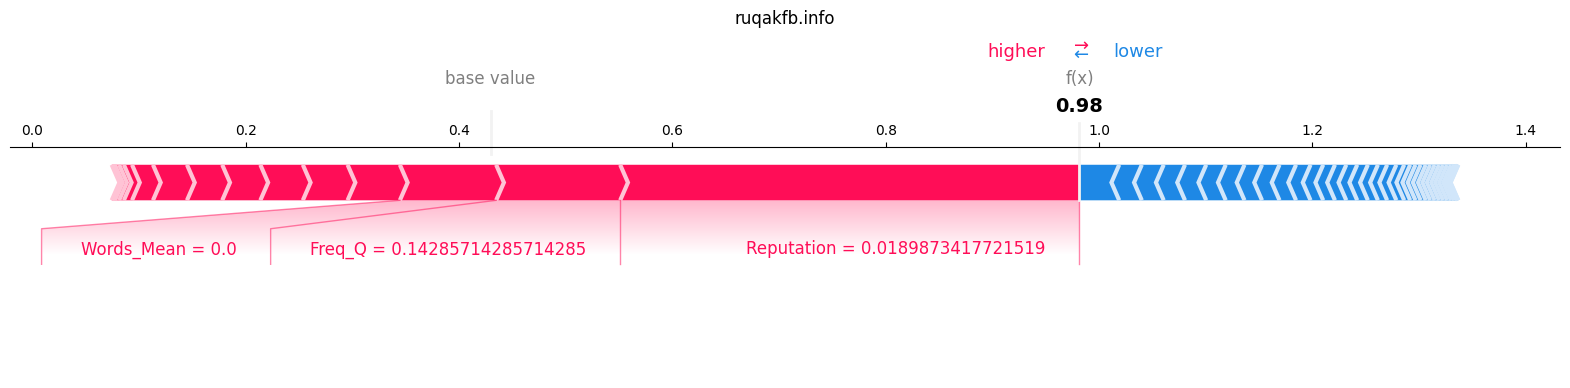 ruqakfb.info
higher → ← lower
base value f(x)
0.98
0.0 0.2 0.4 0.6 0.8 1.0 1.2 1.4
Words_Mean = 0.0 Freq_Q = 0.14285714285714285 Reputation = 0.0189873417721519